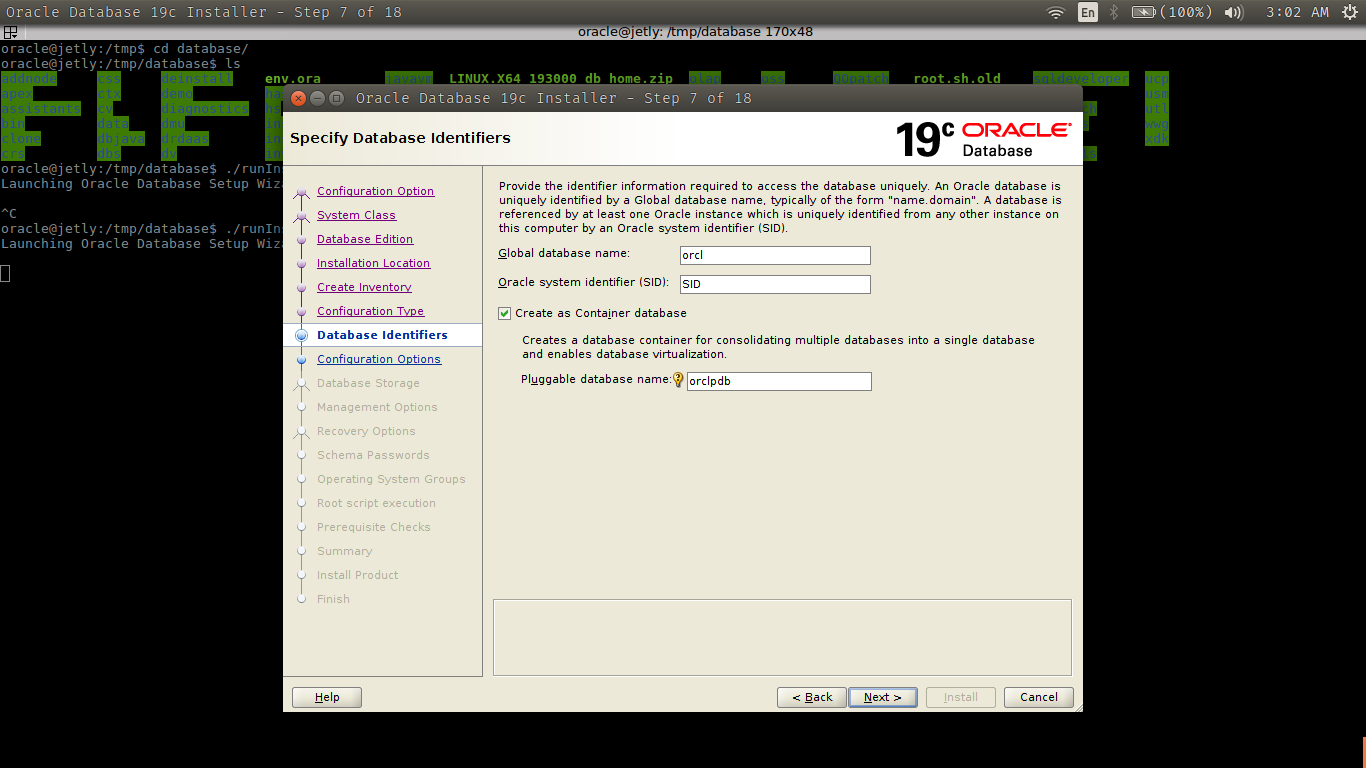 Oracle Database 19c Installer - Step 7 of 18
En
(100%)
3:02 AM
oracle@jetly: /tmp/database 170x48
oracle@jetly:/tmp$ cd database/
oracle@jetly:/tmp/database$ ls
addnode css deinstall env.ora javavm LINUX.X64_193000_db_home.zip olap oss OPatch root.sh.old sqldeveloper ucp
apex ctx demo usm
assistants cv diagnostics utl
bin data dmu wwg
clone dbjava drdaas xdk
crs dbs dv
oracle@jetly:/tmp/database$ ./runIns
Launching Oracle Database Setup Wiza
^C
oracle@jetly:/tmp/database$ ./runIns
Launching Oracle Database Setup Wiza
Oracle Database 19c Installer - Step 7 of 18
Specify Database Identifiers
19c ORACLE
Database
Configuration Option
System Class
Database Edition
Installation Location
Create Inventory
Configuration Type
Database Identifiers
Configuration Options
Database Storage
Management Options
Recovery Options
Schema Passwords
Operating System Groups
Root script execution
Prerequisite Checks
Summary
Install Product
Finish
Provide the identifier information required to access the database uniquely. An Oracle database is
uniquely identified by a Global database name, typically of the form "name.domain". A database is
referenced by at least one Oracle instance which is uniquely identified from any other instance on
this computer by an Oracle system identifier (SID).
Global database name: orcl
Oracle system identifier (SID): SID
Create as Container database
Creates a database container for consolidating multiple databases into a single database
and enables database virtualization.
Pluggable database name: orclpdb
Help
< Back
Next >
Install
Cancel